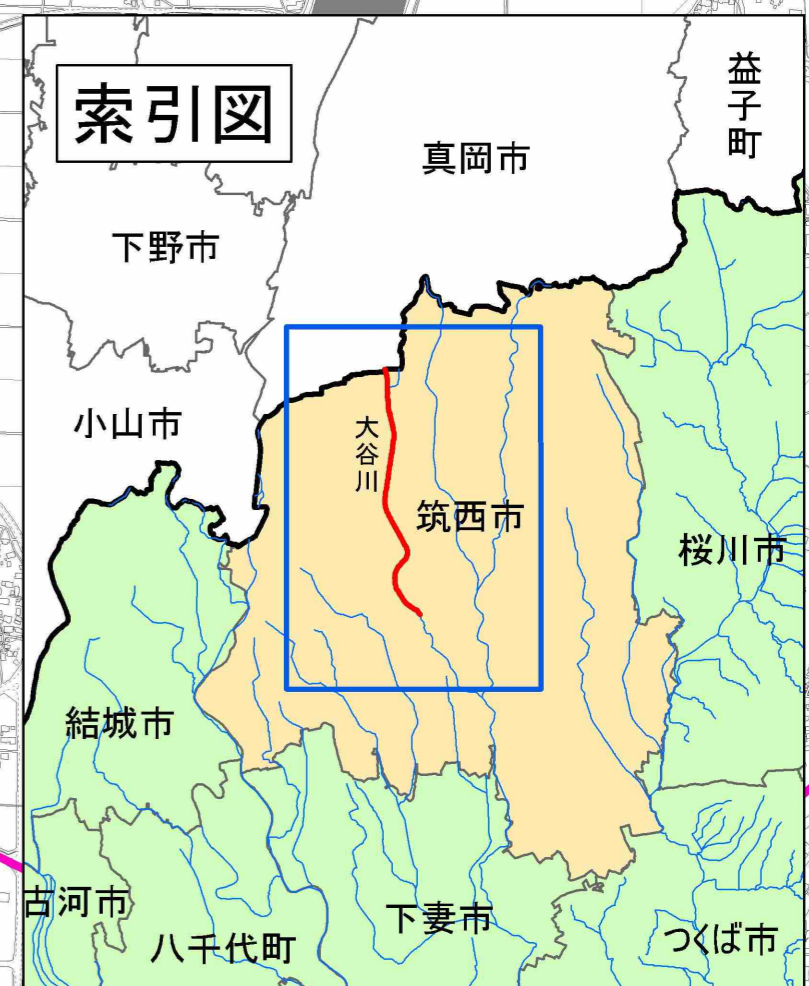 索引図
益子町
真岡市
下野市
小山市
大谷川
筑西市
桜川市
結城市
古河市
下妻市
八千代町
つくば市